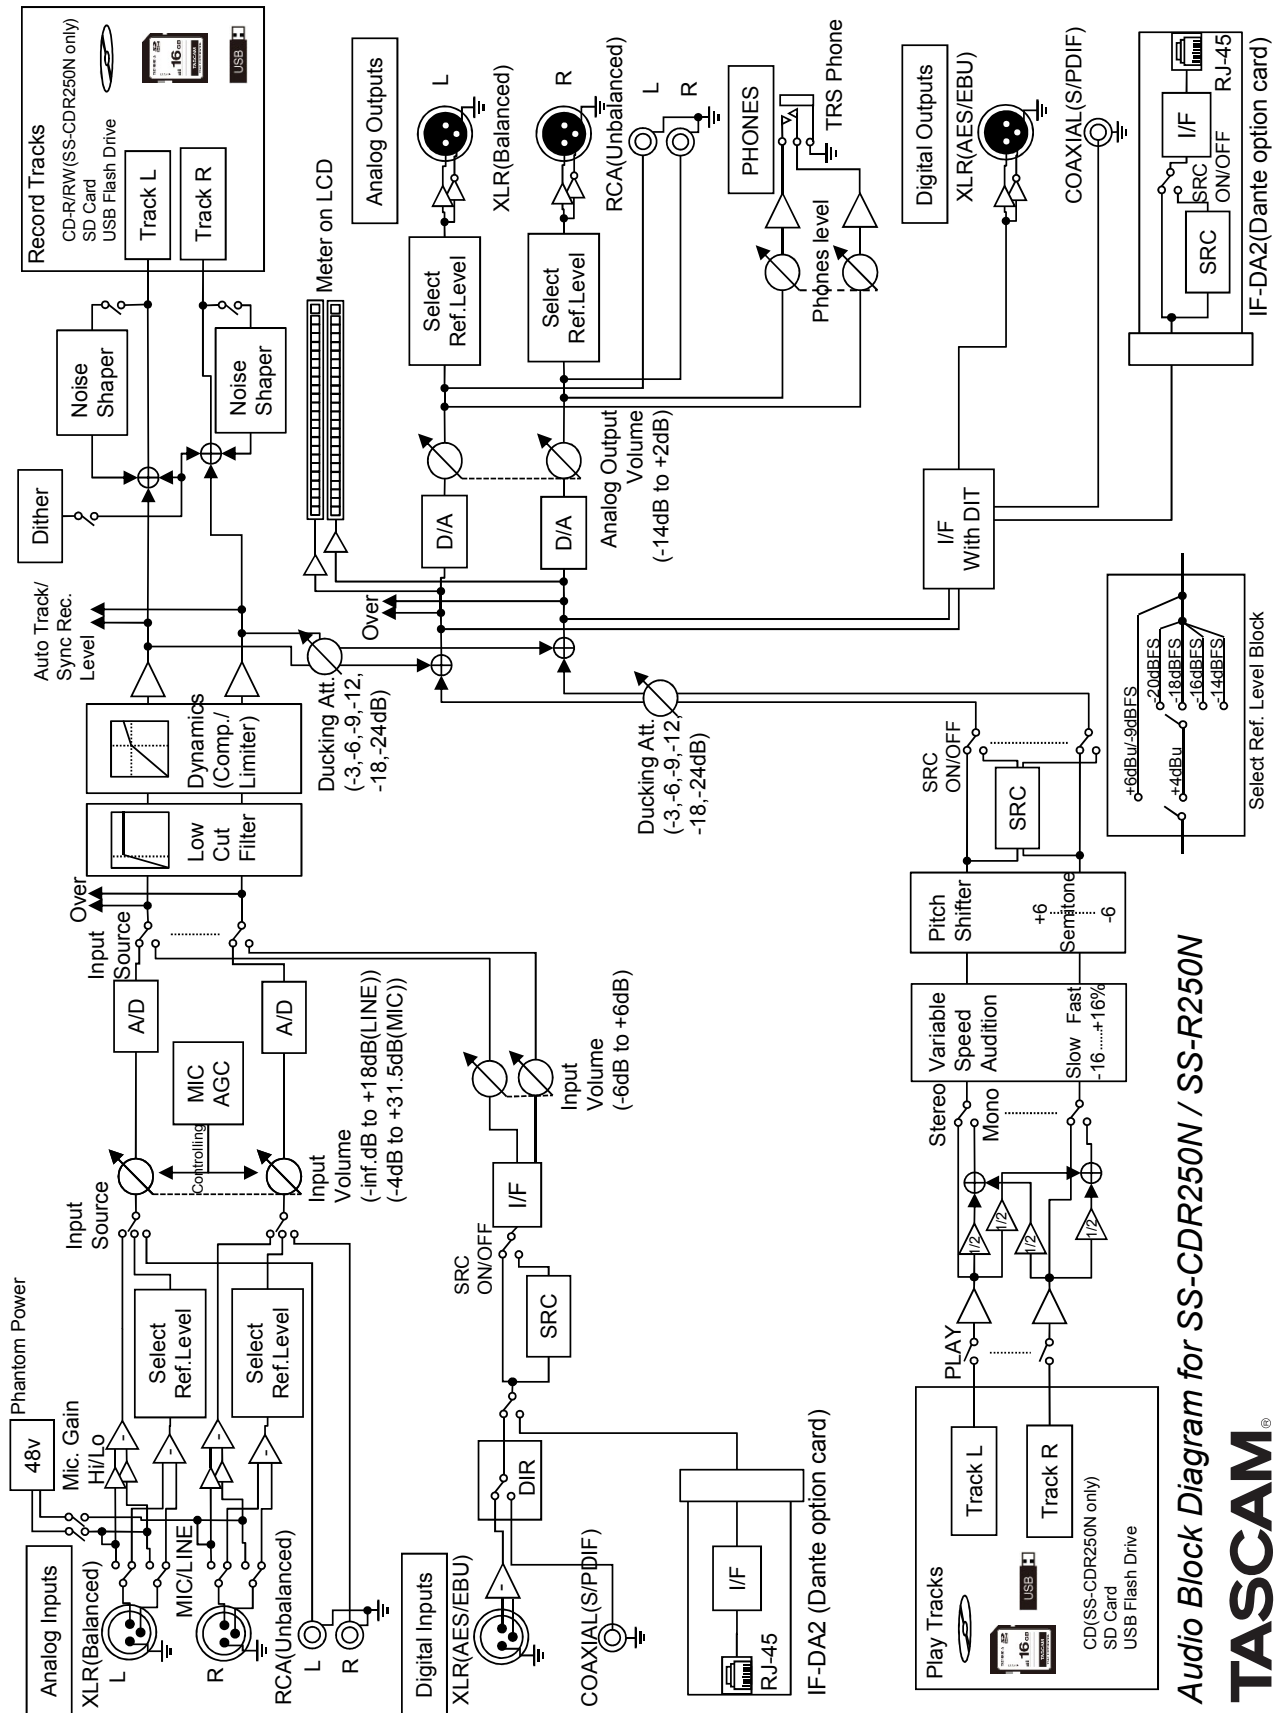 Analog Inputs
XLR(Balanced)
L
R
MIC/LINE
RCA(Unbalanced)
L
R
Phantom Power
48v
Mic. Gain
Hi/Lo
-
-
-
-
Select
Ref.Level
Select
Ref.Level
Input
Source
MIC
AGC
Controlling
Input
Volume
(-inf.dB to +18dB(LINE))
(-4dB to +31.5dB(MIC))
A/D
A/D
Input
Source
Over
Low
Cut
Filter
Dynamics
(Comp./
Limiter)
Auto Track/
Sync Rec.
Level
Dither
Noise
Shaper
Noise
Shaper
Record Tracks
CD-R/RW(SS-CDR250N only)
SD Card
USB Flash Drive
Track L
Track R
16GB
TASCAM
USB
Digital Inputs
XLR(AES/EBU)
-
COAXIAL(S/PDIF)
DIR
SRC
ON/OFF
SRC
I/F
Input
Volume
(-6dB to +6dB)
RJ-45
I/F
IF-DA2 (Dante option card)
Ducking Att.
(-3,-6,-9,-12,
-18,-24dB)
Ducking Att.
(-3,-6,-9,-12,
-18,-24dB)
Over
Meter on LCD
D/A
D/A
Analog Output
Volume
(-14dB to +2dB)
Select
Ref.Level
Select
Ref.Level
Analog Outputs
L
XLR(Balanced)
R
RCA(Unbalanced)
L
R
PHONES
TRS Phone
Phones level
Digital Outputs
XLR(AES/EBU)
COAXIAL(S/PDIF)
I/F
With DIT
I/F
RJ-45
SRC
ON/OFF
SRC
IF-DA2(Dante option card)
Play Tracks
16GB
USB
CD(SS-CDR250N only)
SD Card
USB Flash Drive
Track L
Track R
PLAY
1/2
1/2
1/2
1/2
Stereo
Mono
Variable
Speed
Audition
Slow Fast
-16......+16%
Pitch
Shifter
+6
Semitone
-6
SRC
ON/OFF
SRC
+6dBu/-9dBFS
+4dBu
-20dBFS
-18dBFS
-16dBFS
-14dBFS
Select Ref. Level Block
Audio Block Diagram for SS-CDR250N / SS-R250N
TASCAM®